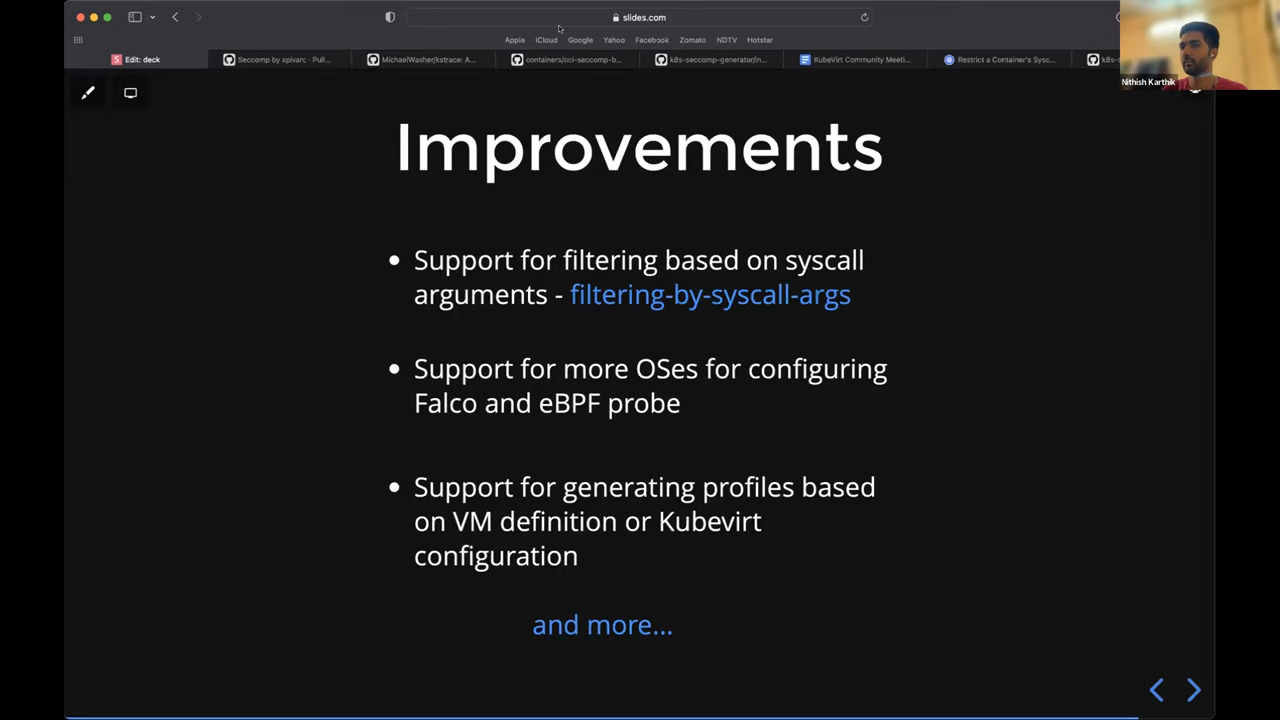 slides.com
Apple iCloud Google Yahoo Facebook Zomato NDTV Hotstar
Edit: deck
Seccomp by xpivarc · Pull...
MichaelWasher/kstrace: A...
containers/oci-seccomp-b...
k8s-seccomp-generator/in...
KubeVirt Community Meeti...
Restrict a Container's Sysc...
Nithish Karthik
Improvements
• Support for filtering based on syscall
arguments - filtering-by-syscall-args
• Support for more OSes for configuring
Falco and eBPF probe
• Support for generating profiles based
on VM definition or Kubevirt
configuration
and more...